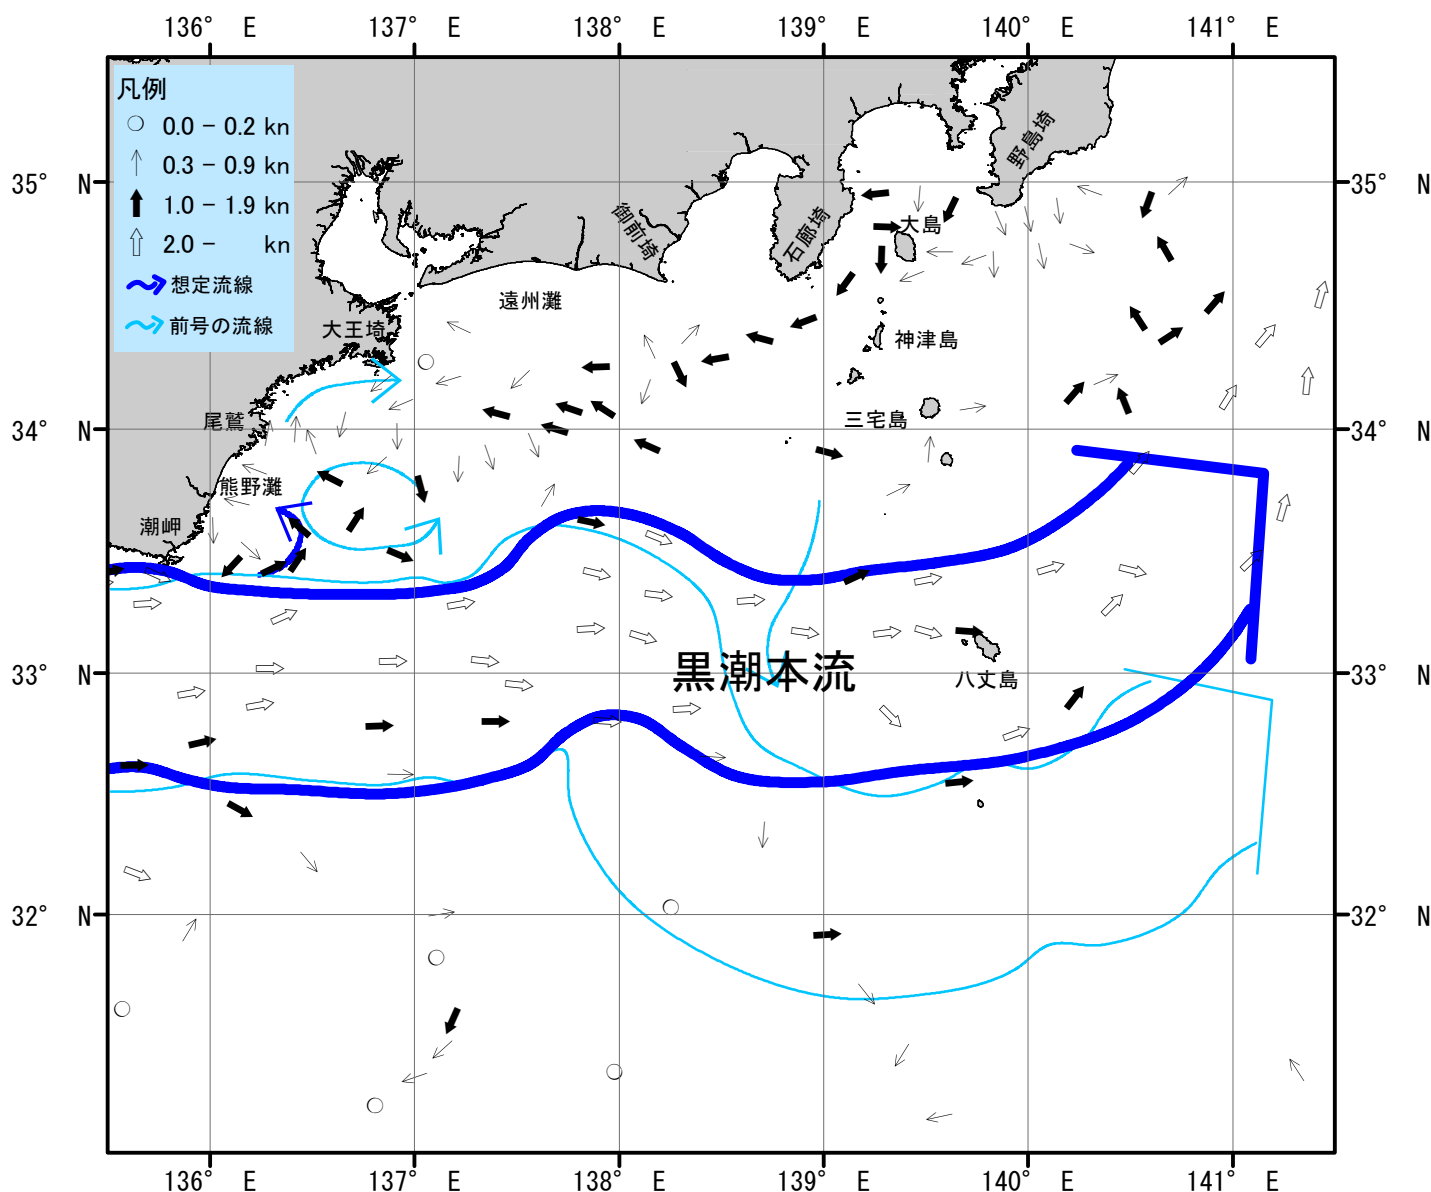 136° E 137° E 138° E 139° E 140° E 141° E
凡例
0.0 - 0.2 kn
0.3 - 0.9 kn
1.0 - 1.9 kn
2.0 - kn
想定流線
前号の流線
野島埼
35° N
35° N
御前埼
石廊埼
大島
遠州灘
大王埼
神津島
尾鷲
三宅島
34° N
34° N
熊野灘
潮岬
黒潮本流
八丈島
33° N
33° N
32° N
32° N
136° E 137° E 138° E 139° E 140° E 141° E